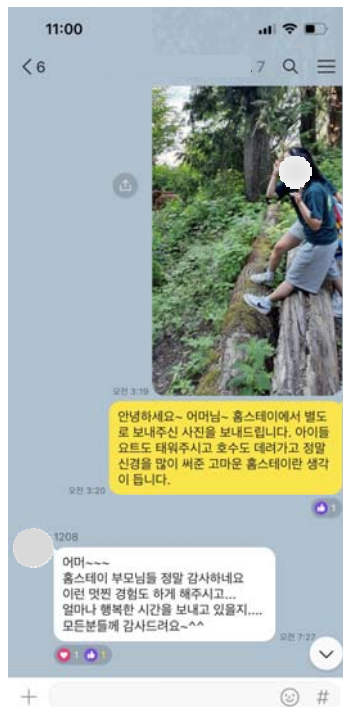 11:00
6
7
오전 3:19
안녕하세요~ 어머님~ 홈스테이에서 별도
로 보내주신 사진을 보내드립니다. 아이들
요트도 태워주시고 호수도 데려가고 정말
신경을 많이 써준 고마운 홈스테이란 생각
이 듭니다.
오전 3:20
1
1208
어머~~~
홈스테이 부모님들 정말 감사하네요
이런 멋찐 경험도 하게 해주시고...
얼마나 행복한 시간을 보내고 있을지....
모든분들께 감사드려요~^^
오전 7:27
1 1
#